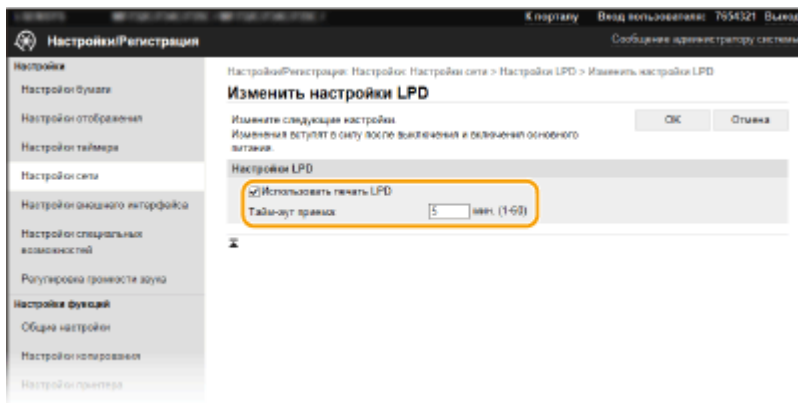 К порталу Вход пользователя: 7654321 Выход
Настройки/Регистрация
Сообщение администратору системы
Настройки
Настройки бумаги
Настройки отображения
Настройки таймера
Настройки сети
Настройки внешнего интерфейса
Настройки специальных
возможностей
Регулировка громкости звука
Настройки функций
Общие настройки
Настройки копирования
Настройки принтера
Настройки/Регистрация: Настройки: Настройки сети > Настройки LPD > Изменить настройки LPD
Изменить настройки LPD
Измените следующие настройки.
Изменения вступят в силу после выключения и включения основного
питания.
OK Отмена
Настройки LPD
Использовать печать LPD
Тайм-аут приема: 5 мин. (1-60)